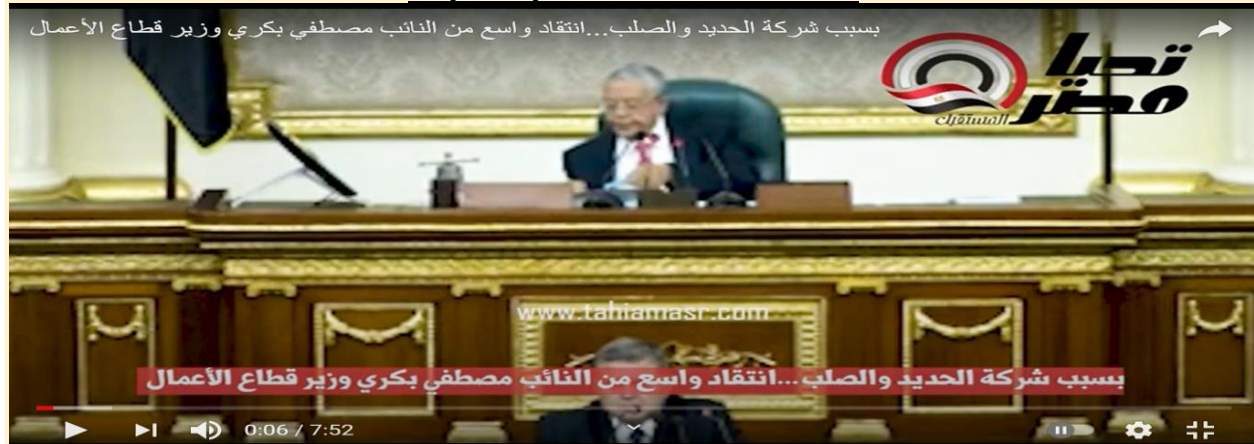 بسبب شركة الحديد والصلب...انتقاد واسع من النائب مصطفي بكري وزير قطاع الأعمال
تحيا
مصر
المستقبل
www.tahiamasr.com
بسبب شركة الحديد والصلب...انتقاد واسع من النائب مصطفي بكري وزير قطاع الأعمال
0:06 / 7:52